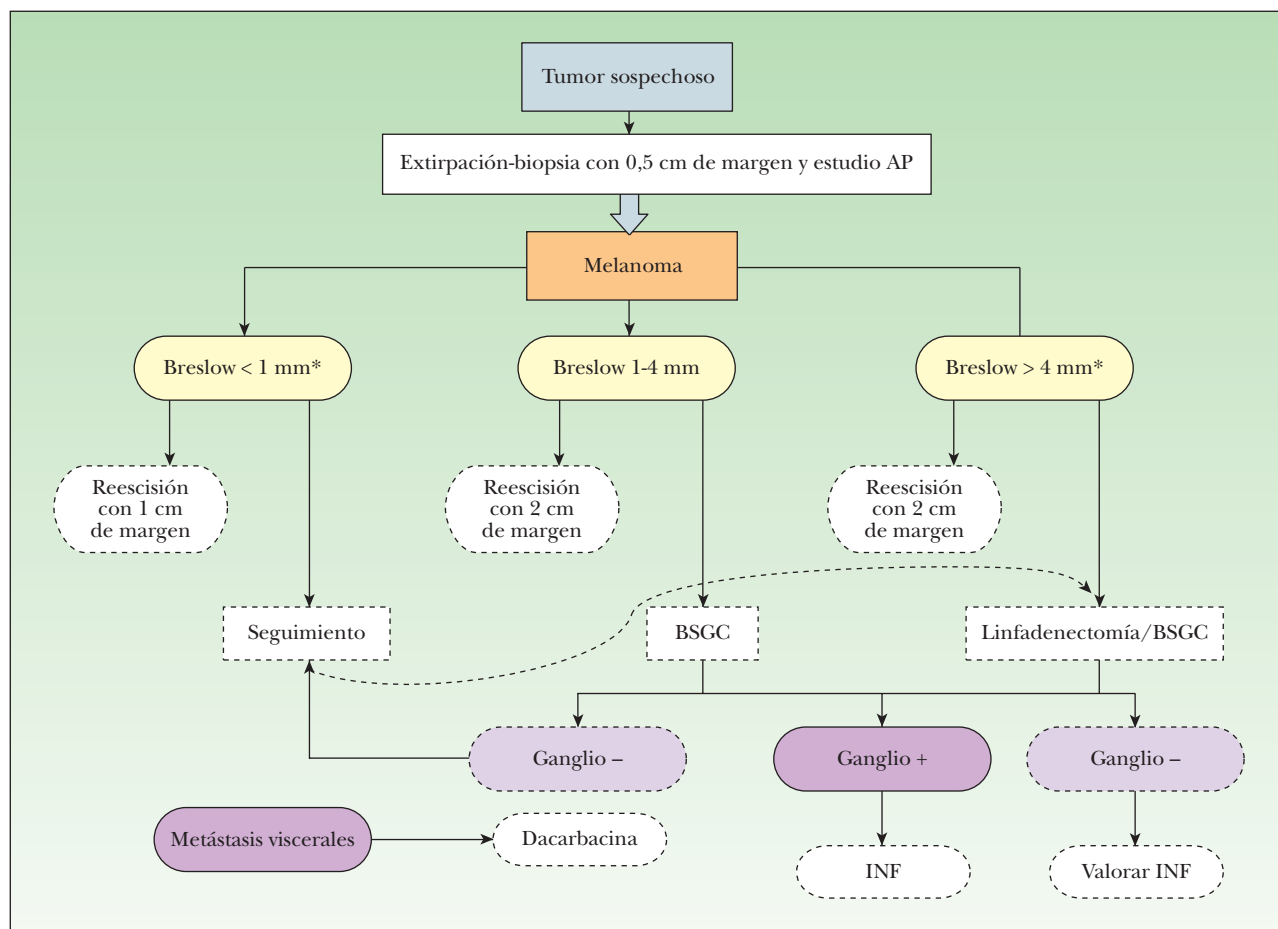 Tumor sospechoso
Extirpación-biopsia con 0,5 cm de margen y estudio AP
Melanoma
Breslow < 1 mm*
Breslow 1-4 mm
Breslow > 4 mm*
Reescisión
con 1 cm
de margen
Reescisión
con 2 cm
de margen
Reescisión
con 2 cm
de margen
Seguimiento
BSGC
Linfadenectomía/BSGC
Ganglio –
Ganglio +
Ganglio –
Metástasis viscerales
Dacarbacina
INF
Valorar INF